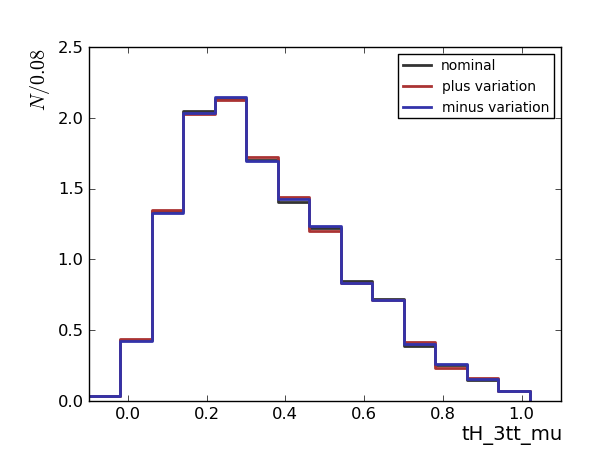 N/0.08
2.5
2.0
1.5
1.0
0.5
0.0
nominal
plus variation
minus variation
0.0 0.2 0.4 0.6 0.8 1.0
tH_3tt_mu